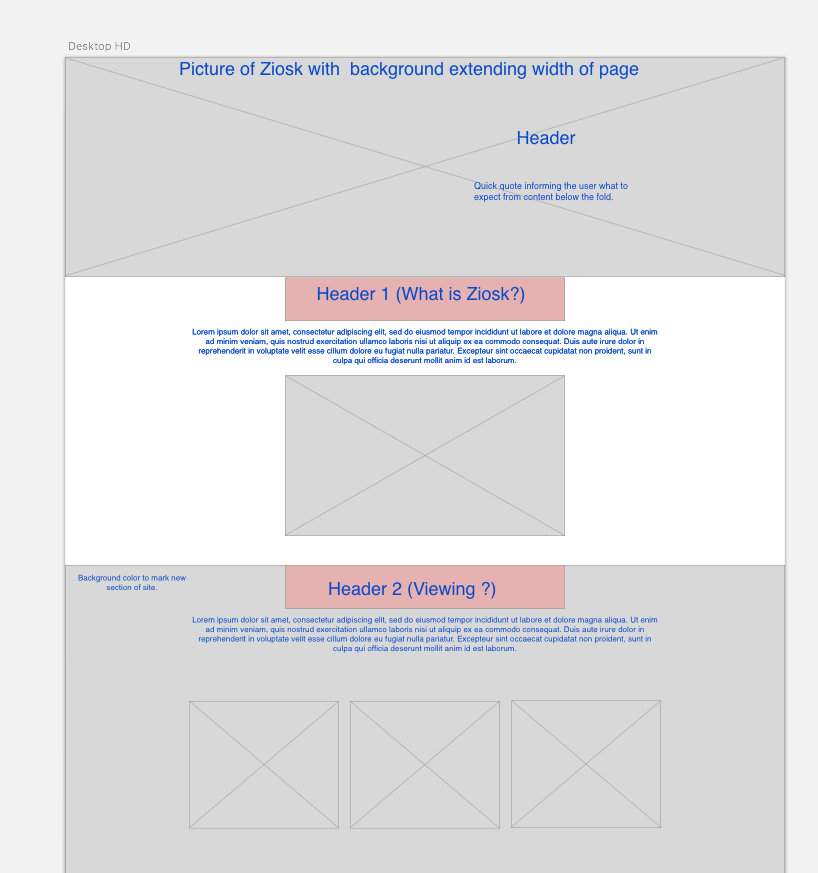 Desktop HD
Picture of Ziosk with  background extending width of page
Header
Quick quote informing the user what to
expect from content below the fold.
Header 1 (What is Ziosk?)
Lorem ipsum dolor sit amet, consectetur adipiscing elit, sed do eiusmod tempor incididunt ut labore et dolore magna aliqua. Ut enim
ad minim veniam, quis nostrud exercitation ullamco laboris nisi ut aliquip ex ea commodo consequat. Duis aute irure dolor in
reprehenderit in voluptate velit esse cillum dolore eu fugiat nulla pariatur. Excepteur sint occaecat cupidatat non proident, sunt in
culpa qui officia deserunt mollit anim id est laborum.
Background color to mark new
section of site.
Header 2 (Viewing ?)
Lorem ipsum dolor sit amet, consectetur adipiscing elit, sed do eiusmod tempor incididunt ut labore et dolore magna aliqua. Ut enim
ad minim veniam, quis nostrud exercitation ullamco laboris nisi ut aliquip ex ea commodo consequat. Duis aute irure dolor in
reprehenderit in voluptate velit esse cillum dolore eu fugiat nulla pariatur. Excepteur sint occaecat cupidatat non proident, sunt in
culpa qui officia deserunt mollit anim id est laborum.